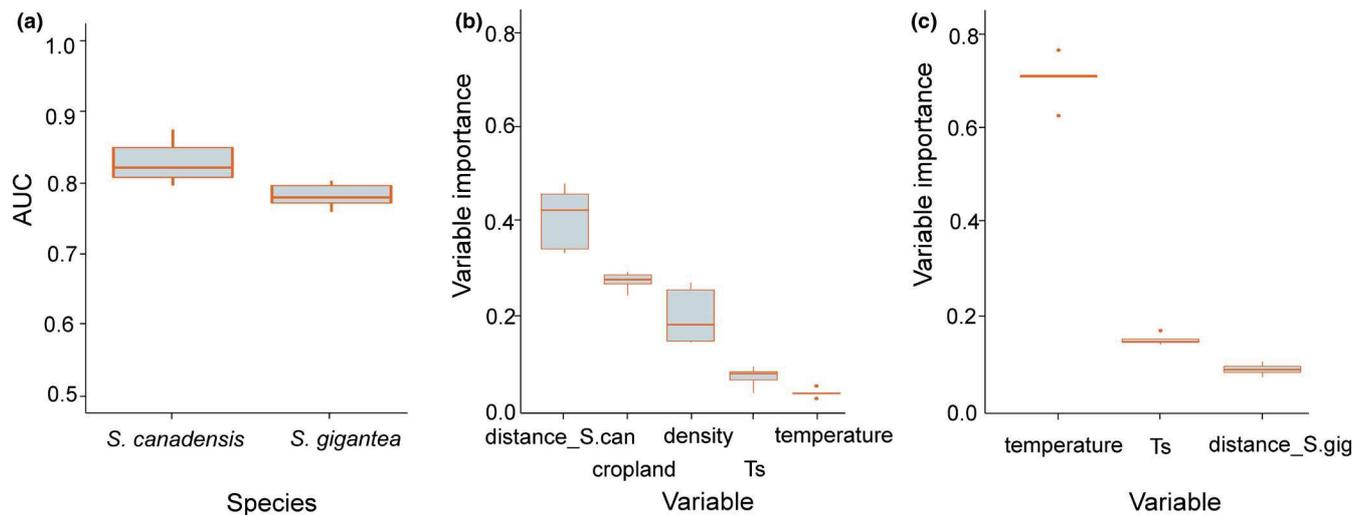 (a)
1.0
0.9
0.8
0.7
0.6
0.5
AUC
S. canadensis
S. gigantea
Species
(b)
0.8
0.6
0.4
0.2
0.0
Variable importance
distance_S.can
cropland
density
Ts
temperature
Variable
(c)
0.8
0.6
0.4
0.2
0.0
Variable importance
temperature
Ts
distance_S.gig
Variable